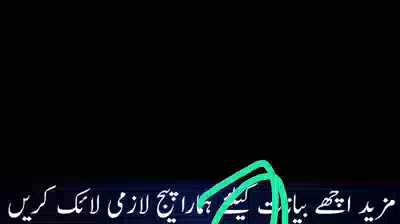 مزید اچھے بیانات کیلئے ہمارا پیج لازمی لائک کریں